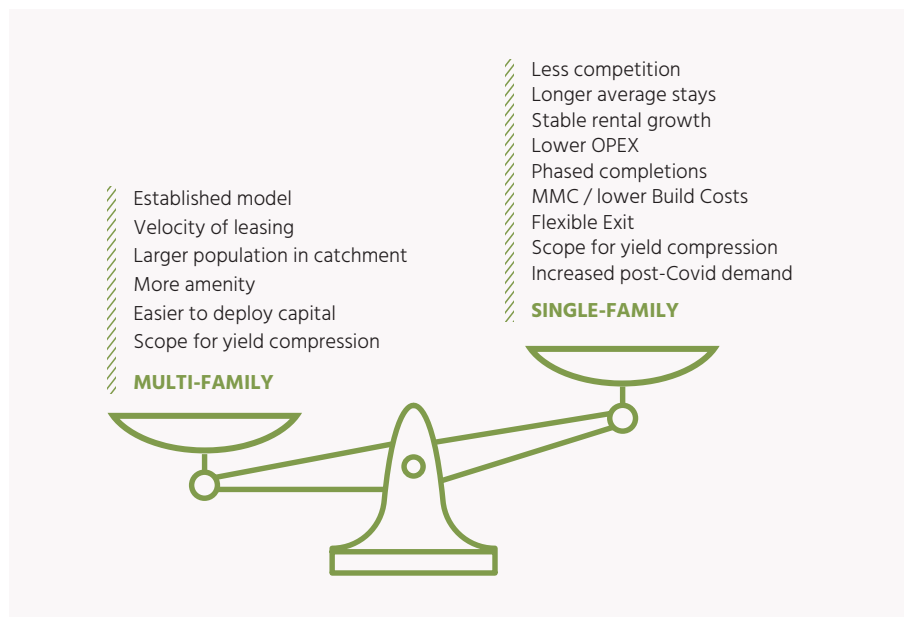 Established model
Velocity of leasing
Larger population in catchment
More amenity
Easier to deploy capital
Scope for yield compression
MULTI-FAMILY
Less competition
Longer average stays
Stable rental growth
Lower OPEX
Phased completions
MMC / lower Build Costs
Flexible Exit
Scope for yield compression
Increased post-Covid demand
SINGLE-FAMILY